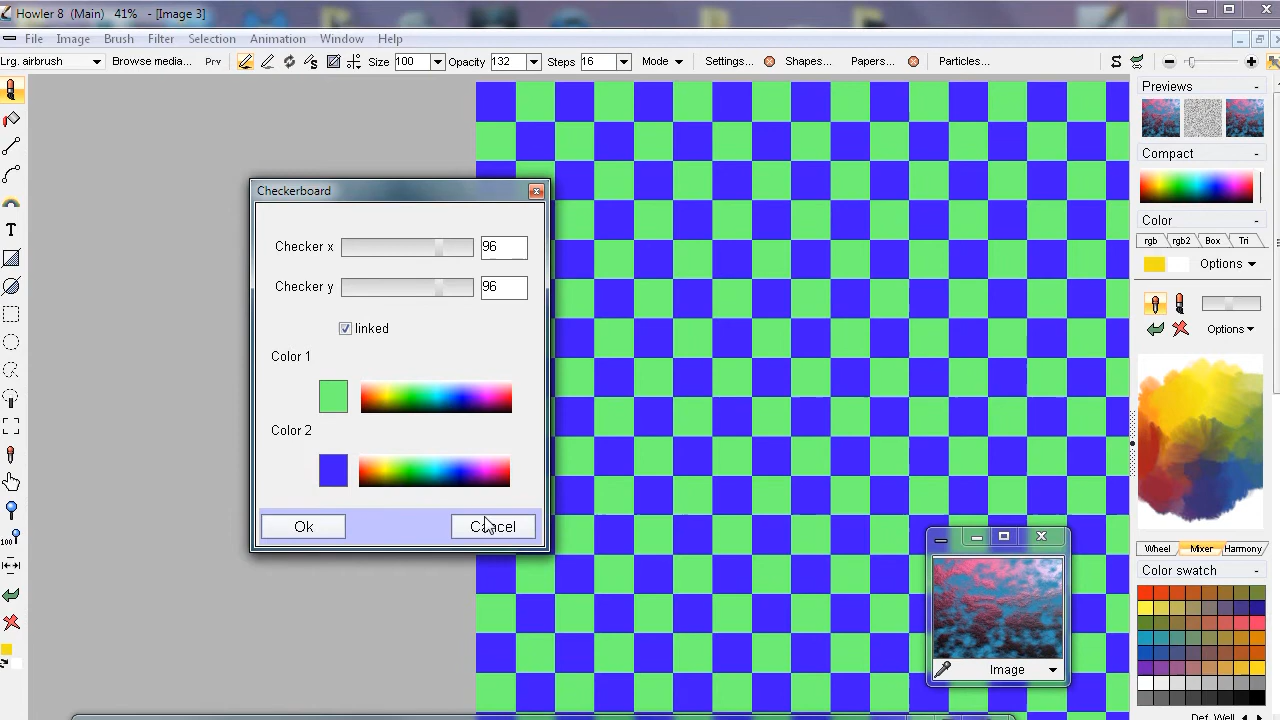 Howler 8 (Main) 41% - [Image 3]
File Image Brush Filter Selection Animation Window Help
Lrg. airbrush Browse media... Prv Size 100 Opacity 132 Steps 16 Mode Settings... Shapes... Papers... Particles... S
Previews -
Compact -
Color -
rgb rgb2 Box Tri
Options
Options
Wheel Mixer Harmony
Color swatch -
T
100
Checkerboard
Checker x 96
Checker y 96
linked
Color 1
Color 2
Ok Cancel
Image